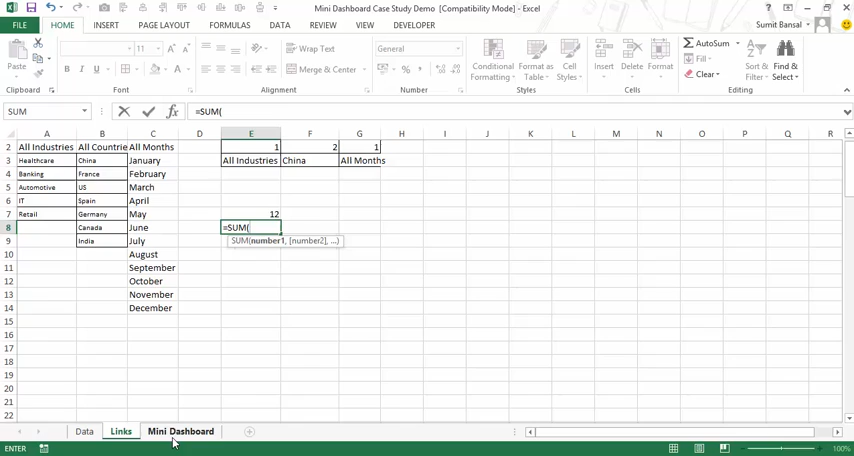 Mini Dashboard Case Study Demo [Compatibility Mode] - Excel
FILE HOME INSERT PAGE LAYOUT FORMULAS DATA REVIEW VIEW DEVELOPER Sumit Bansal
Paste
Clipboard
11
B I U
Font
Wrap Text
Merge & Center
Alignment
General
Number
Conditional Formatting
Format as Table
Cell Styles
Styles
Insert Delete Format
Cells
AutoSum
Fill
Clear
Sort & Filter
Find & Select
Editing
SUM =SUM(
A B C D E F G H I J K L M N O P Q R
2 All Industries All Countrie All Months 1 2 1
3 Healthcare China January All Industries China All Months
4 Banking France February
5 Automotive US March
6 IT Spain April
7 Retail Germany May 12
8 Canada June =SUM(
9 India July SUM(number1, [number2], ...)
10 August
11 September
12 October
13 November
14 December
15
16
17
18
19
20
21
22
Data Links Mini Dashboard
ENTER 100%